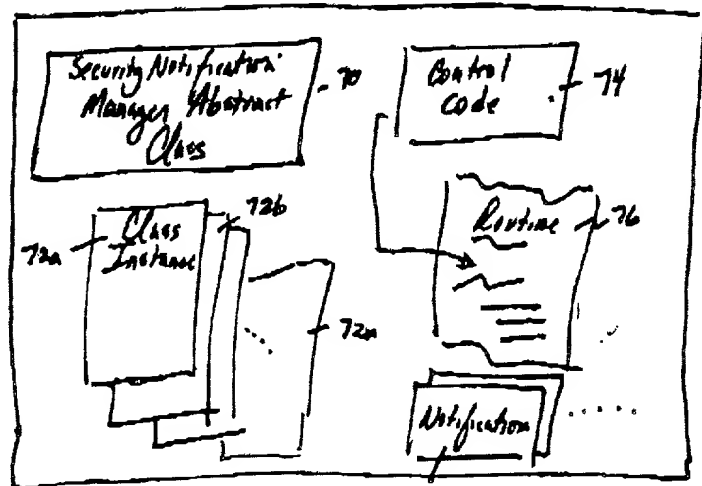 Security Notification
Manager Abstract
Class
70
Control
Code
74
Class
Instance
72a
72b
72n
Routine
76
Notification